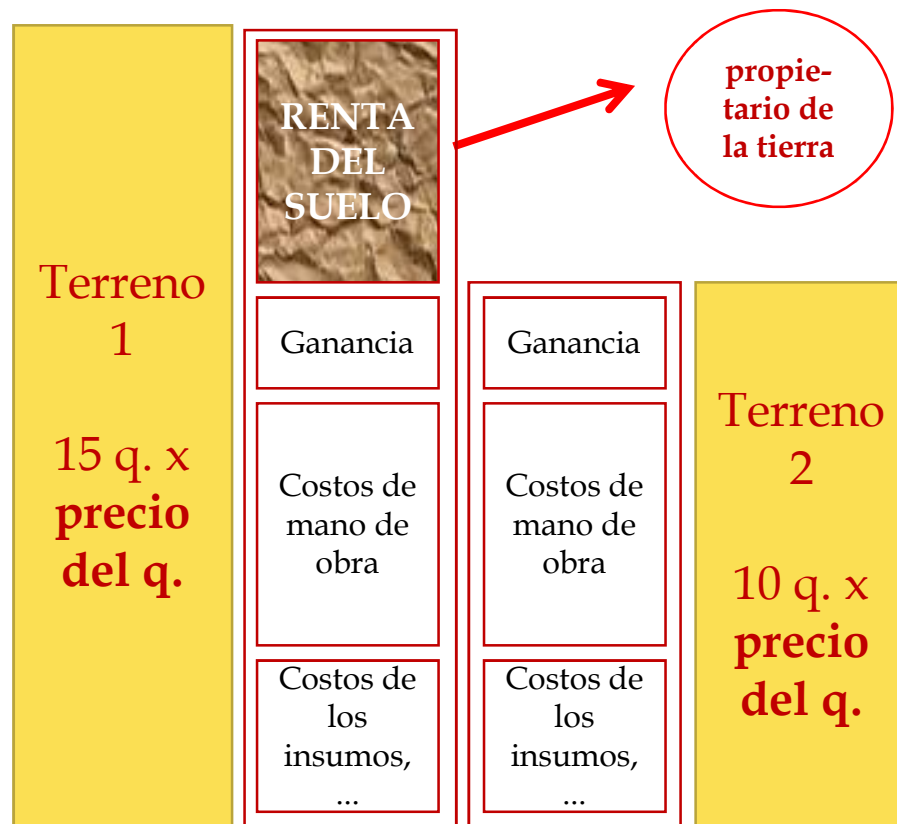 Terreno
1
15 q. x
precio
del q.
RENTA
DEL
SUELO
Ganancia
Costos de
mano de
obra
Costos de
los
insumos,
...
propie-
tario de
la tierra
Ganancia
Costos de
mano de
obra
Costos de
los
insumos,
...
Terreno
2
10 q. x
precio
del q.